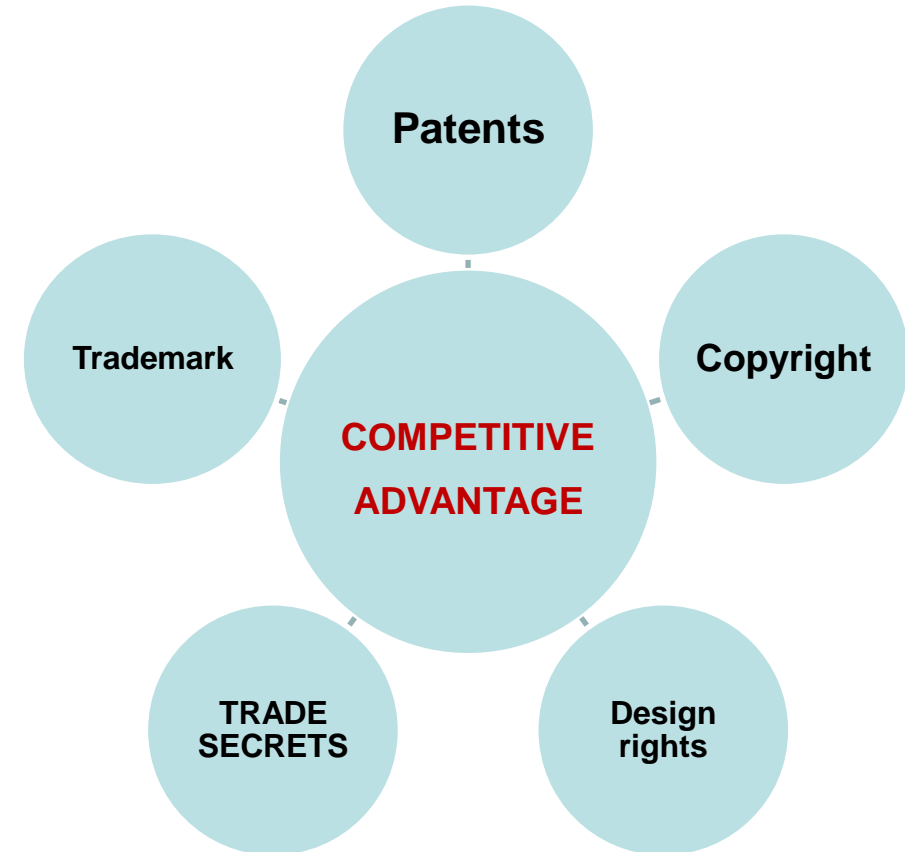 Patents
Trademark
Copyright
COMPETITIVE
ADVANTAGE
TRADE
SECRETS
Design
rights